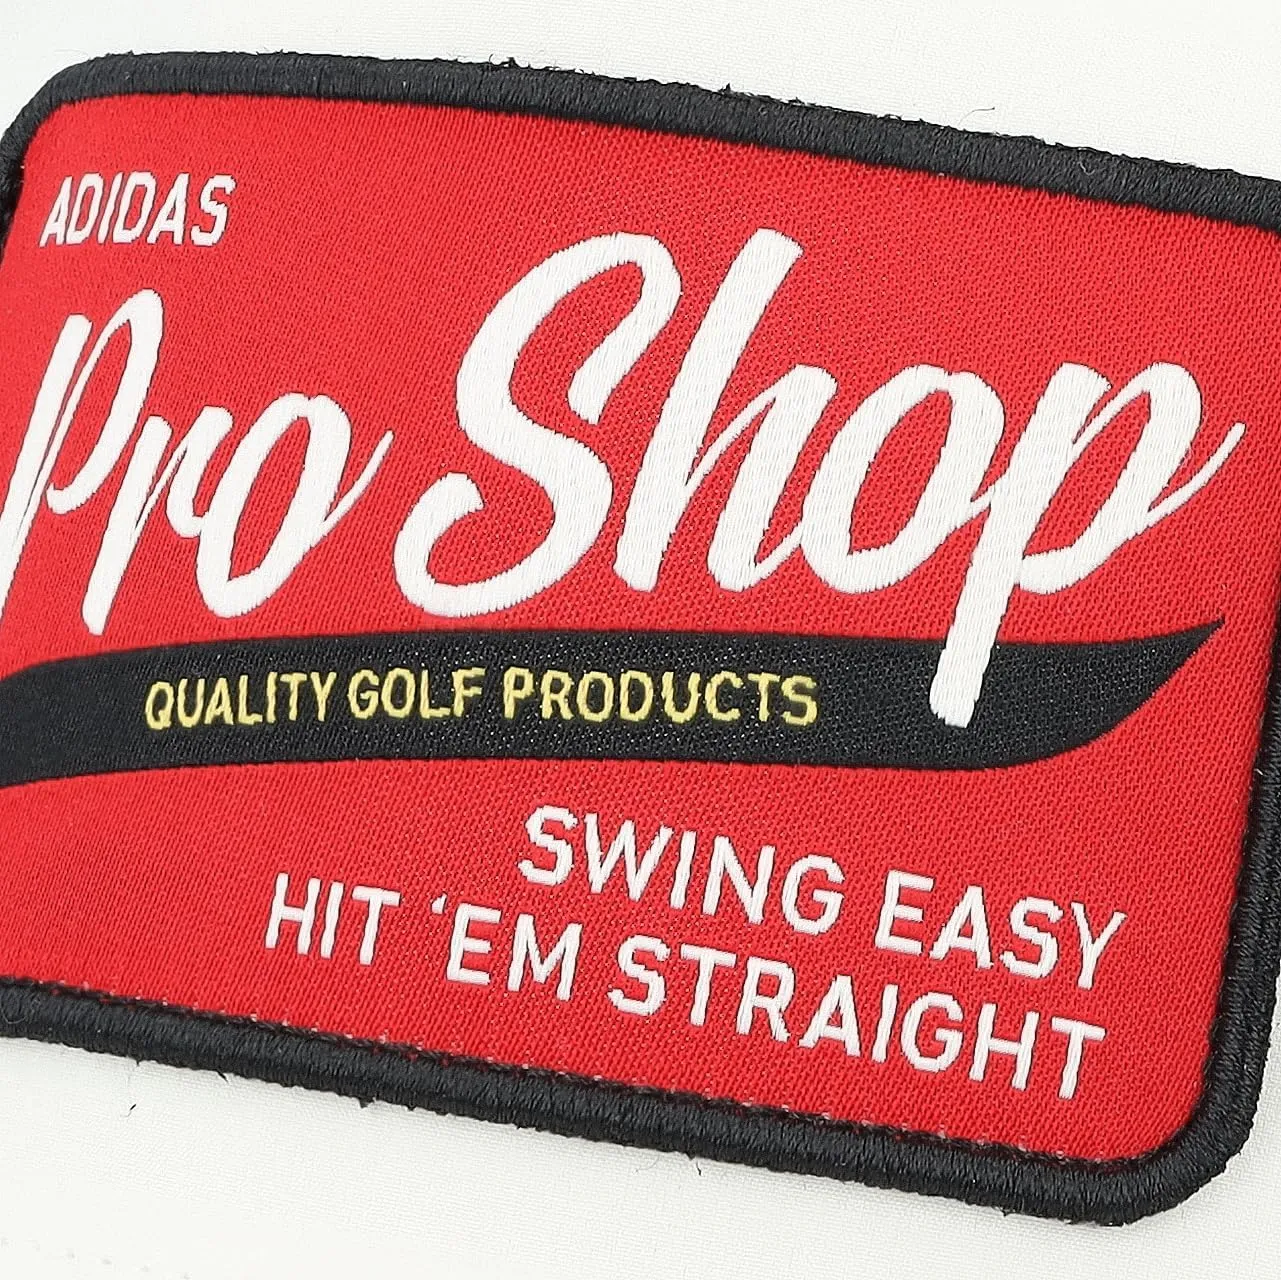 ADIDAS
Pro Shop
QUALITY GOLF PRODUCTS
SWING EASY
HIT 'EM STRAIGHT